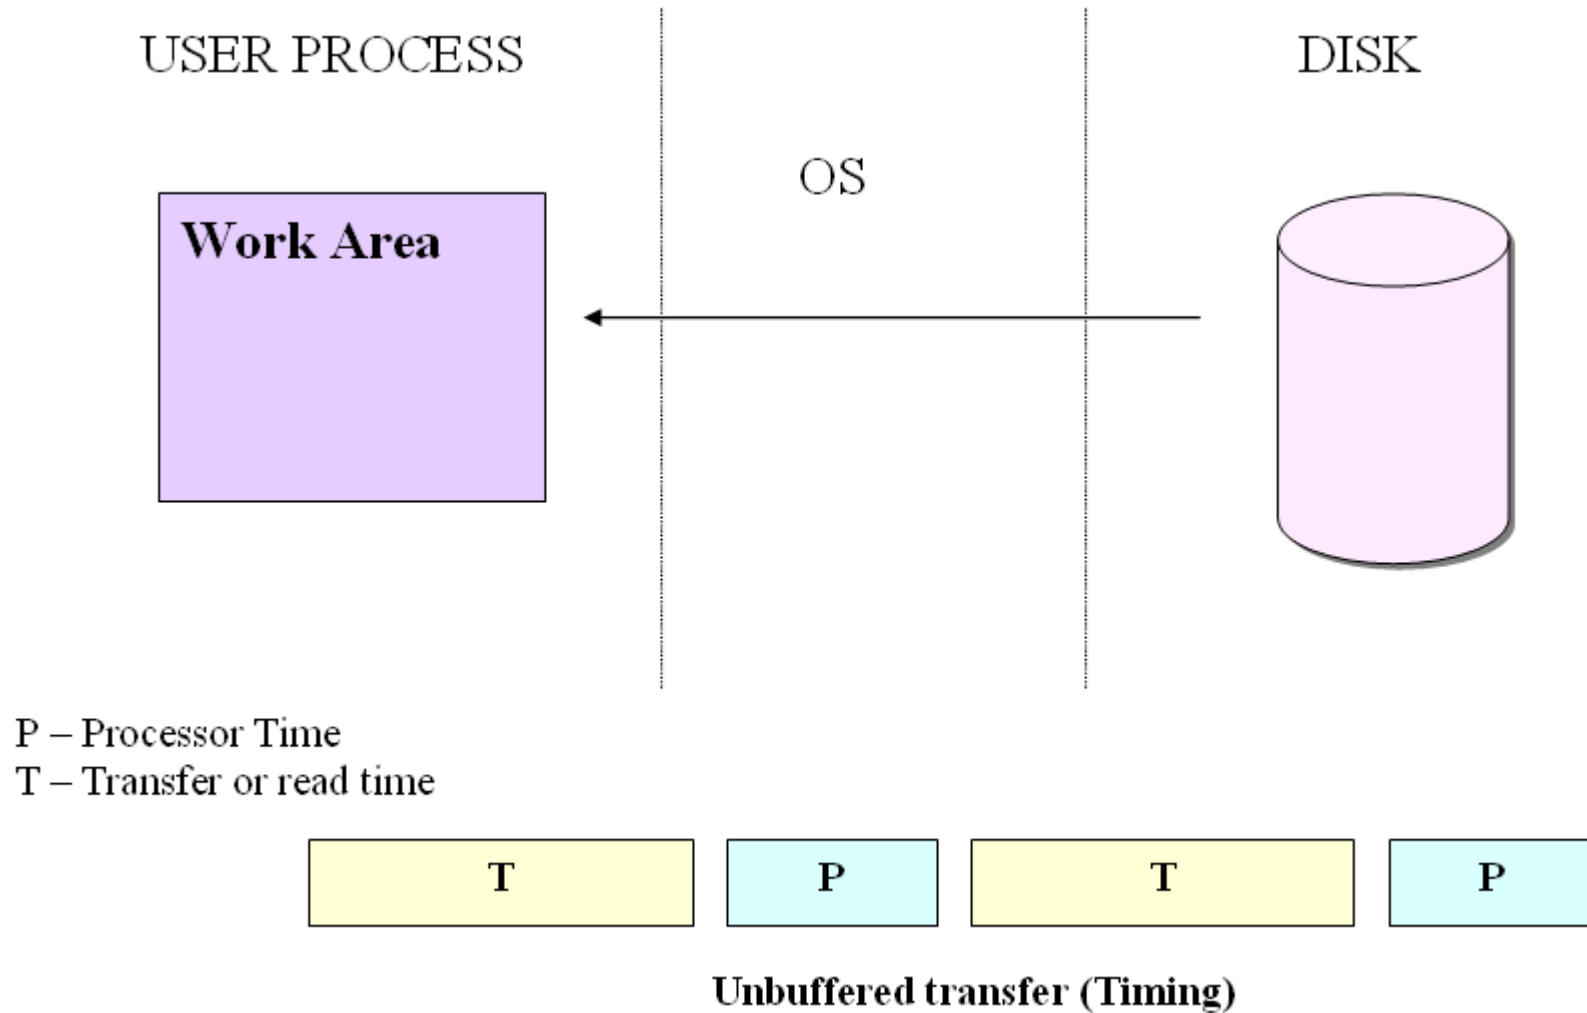 USER PROCESS
DISK
OS
Work Area
P – Processor Time
T – Transfer or read time
T
P
T
P
Unbuffered transfer (Timing)